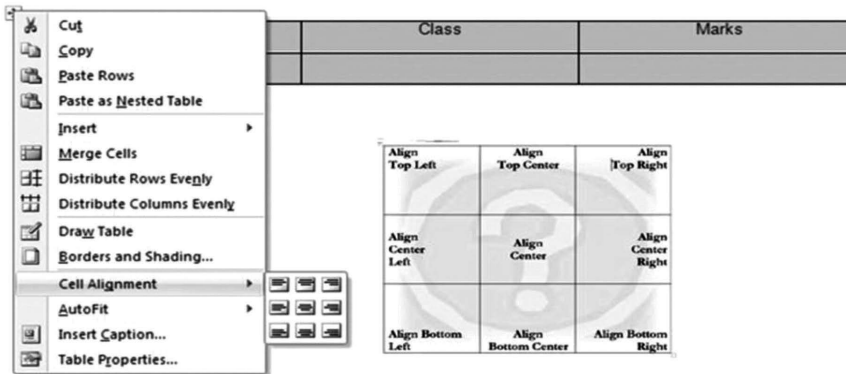 Cut
Copy
Paste Rows
Paste as Nested Table
Insert
Merge Cells
Distribute Rows Evenly
Distribute Columns Evenly
Draw Table
Borders and Shading...
Cell Alignment
AutoFit
Insert Caption...
Table Properties...
Class Marks
Align
Top Left
Align
Top Center
Align
Top Right
Align
Center
Left
Align
Center
Align
Center
Right
Align Bottom
Left
Align
Bottom Center
Align Bottom
Right